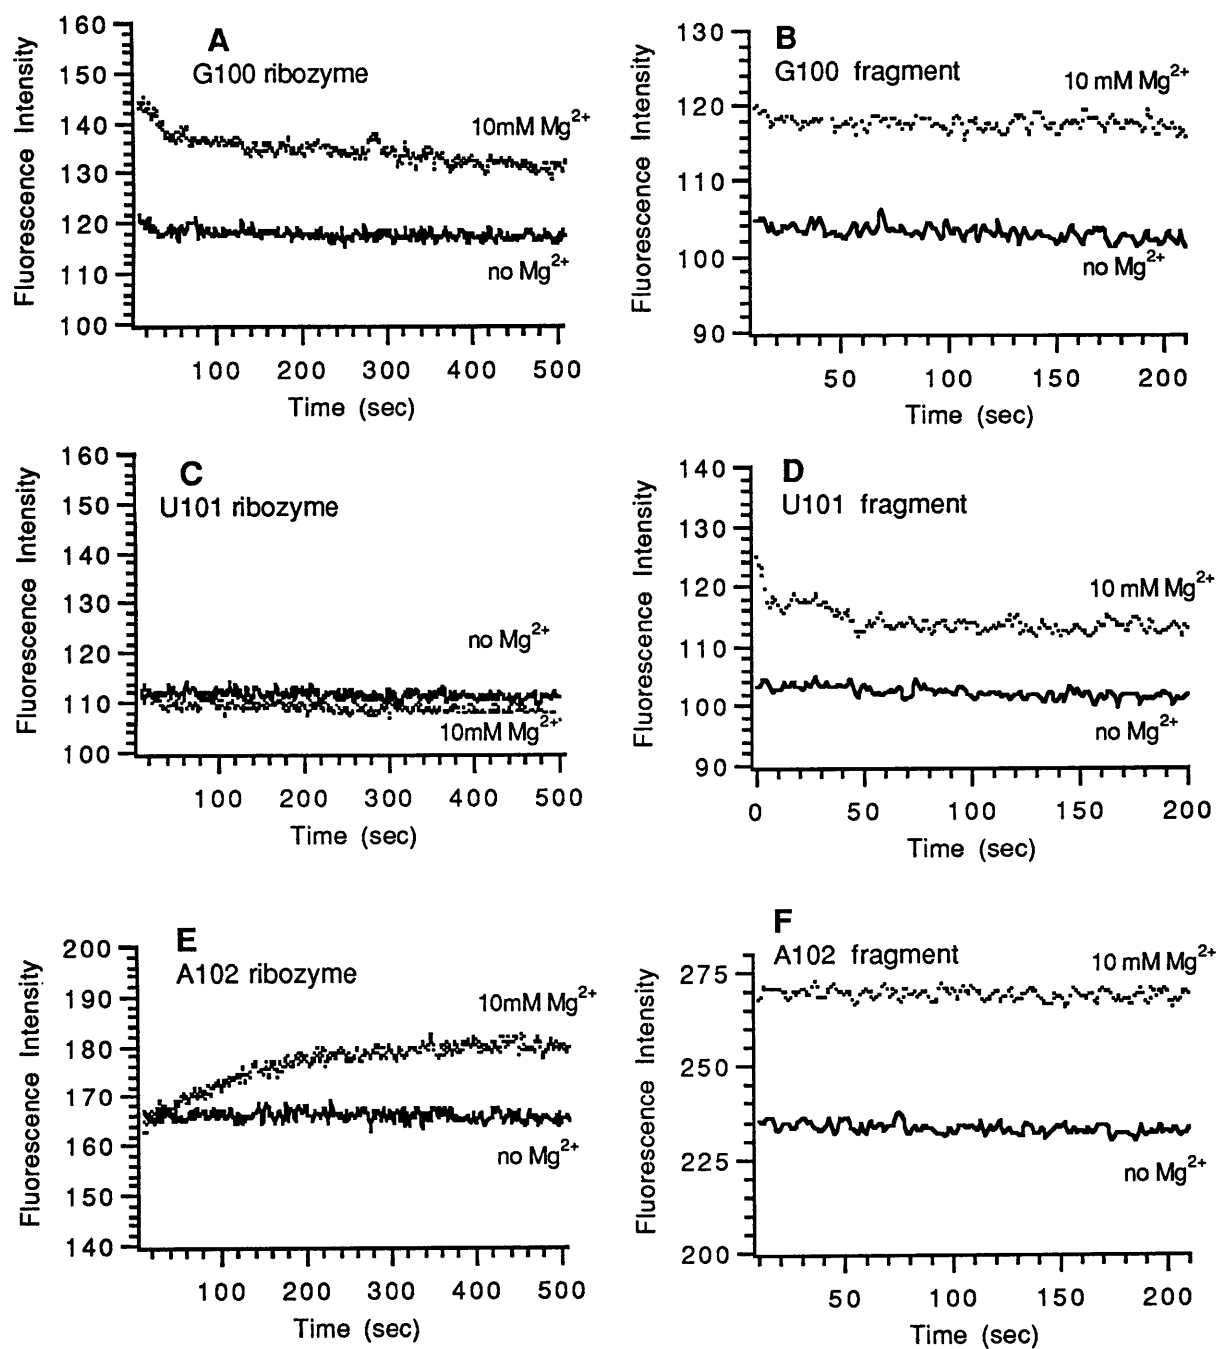 A
G100 ribozyme
Fluorescence Intensity
160
150
140
130
120
110
100
10mM Mg2+
no Mg2+
100 200 300 400 500
Time (sec)
B
G100 fragment
Fluorescence Intensity
130
120
110
100
90
10 mM Mg2+
no Mg2+
50 100 150 200
Time (sec)
C
U101 ribozyme
Fluorescence Intensity
160
150
140
130
120
110
100
no Mg2+
10mM Mg2+
100 200 300 400 500
Time (sec)
D
U101 fragment
Fluorescence Intensity
140
130
120
110
100
90
10 mM Mg2+
no Mg2+
0 50 100 150 200
Time (sec)
E
A102 ribozyme
Fluorescence Intensity
200
190
180
170
160
150
140
10mM Mg2+
no Mg2+
100 200 300 400 500
Time (sec)
F
A102 fragment
Fluorescence Intensity
275
250
225
200
10 mM Mg2+
no Mg2+
50 100 150 200
Time (sec)